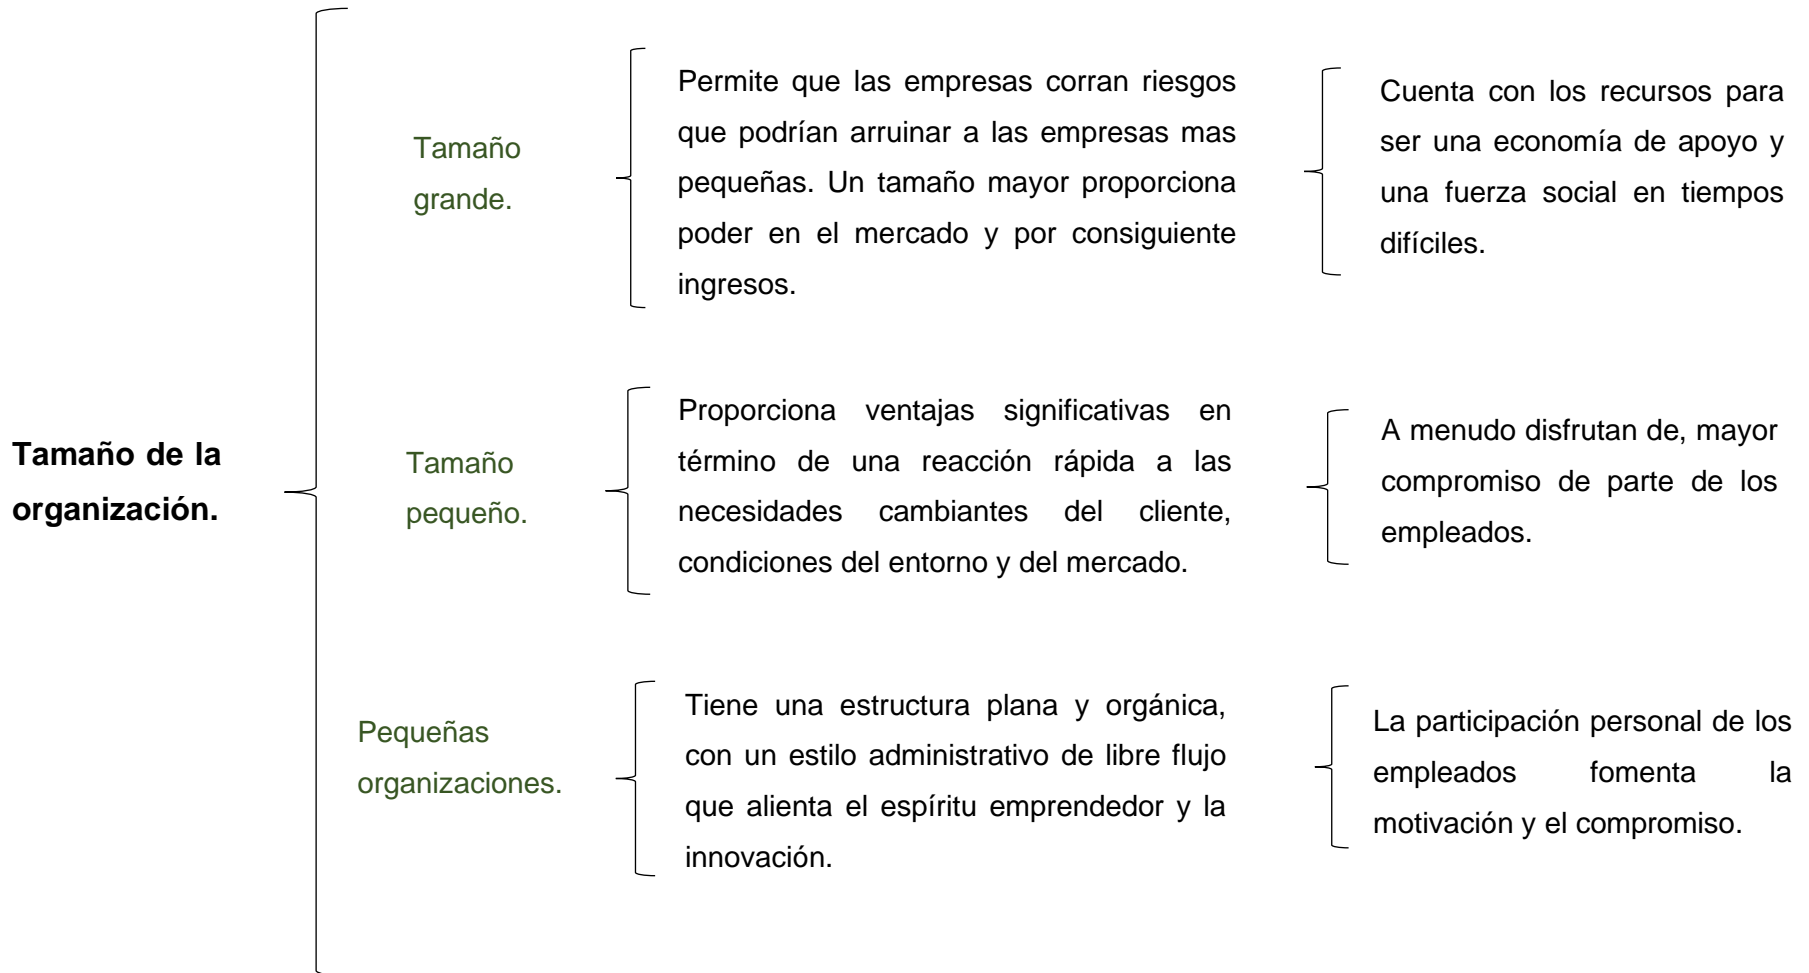 Tamaño de la
organización.
Tamaño
grande.
Permite que las empresas corran riesgos
que podrían arruinar a las empresas mas
pequeñas. Un tamaño mayor proporciona
poder en el mercado y por consiguiente
ingresos.
Cuenta con los recursos para
ser una economía de apoyo y
una fuerza social en tiempos
difíciles.
Tamaño
pequeño.
Proporciona ventajas significativas en
término de una reacción rápida a las
necesidades cambiantes del cliente,
condiciones del entorno y del mercado.
A menudo disfrutan de, mayor
compromiso de parte de los
empleados.
Pequeñas
organizaciones.
Tiene una estructura plana y orgánica,
con un estilo administrativo de libre flujo
que alienta el espíritu emprendedor y la
innovación.
La participación personal de los
empleados fomenta la
motivación y el compromiso.